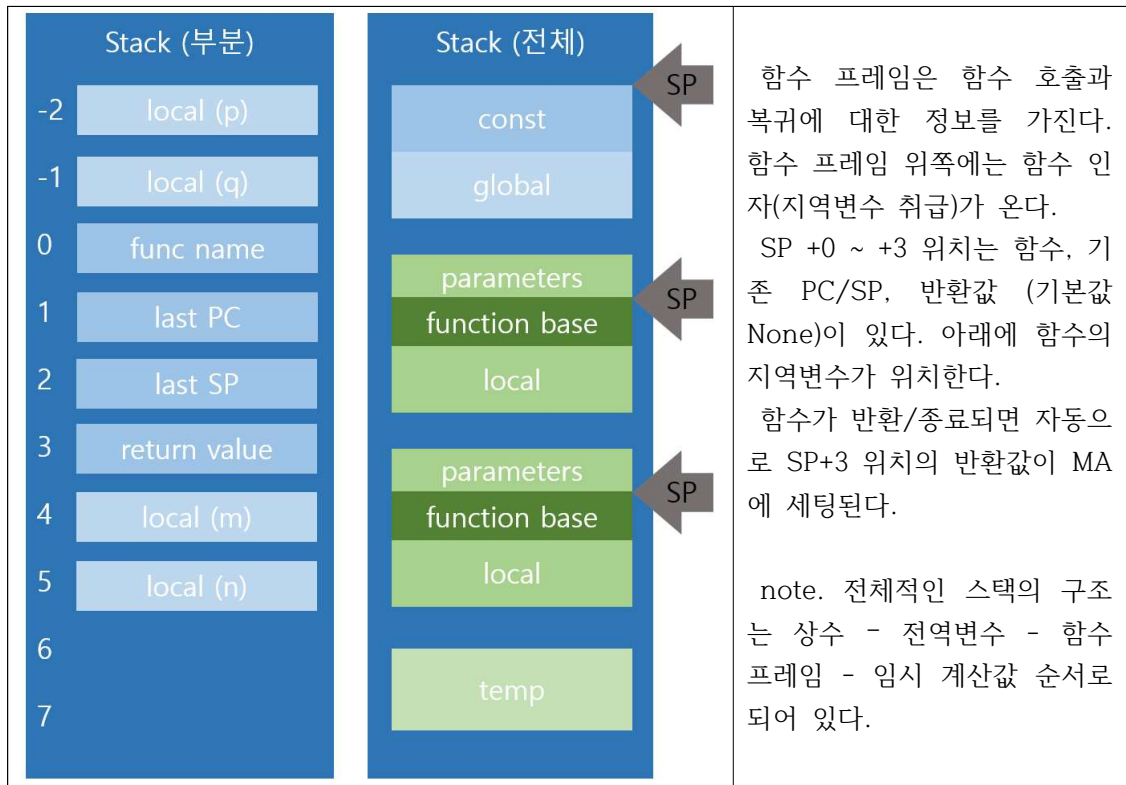 Stack (부분)
-2 local (p)
-1 local (q)
0 func name
1 last PC
2 last SP
3 return value
4 local (m)
5 local (n)
6
7
Stack (전체)
SP
const
global
parameters
SP
function base
local
parameters
SP
function base
local
temp
함수 프레임은 함수 호출과
복귀에 대한 정보를 가진다.
함수 프레임 위쪽에는 함수 인
자(지역변수 취급)가 온다.
SP +0 ~ +3 위치는 함수, 기
존 PC/SP, 반환값 (기본값
None)이 있다. 아래에 함수의
지역변수가 위치한다.
함수가 반환/종료되면 자동으
로 SP+3 위치의 반환값이 MA
에 세팅된다.
note. 전체적인 스택의 구조
는 상수 - 전역변수 - 함수
프레임 - 임시 계산값 순서로
되어 있다.